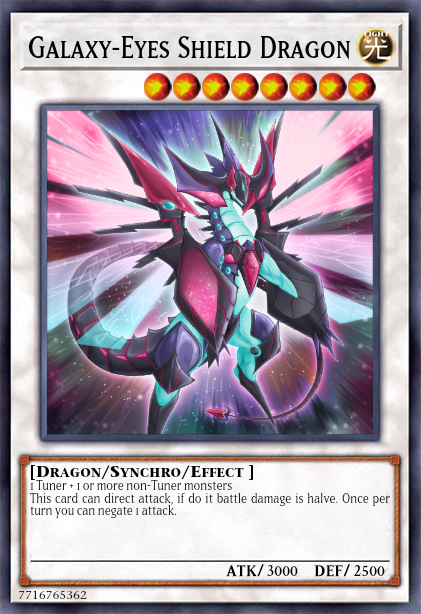 Galaxy-Eyes Shield Dragon
LIGHT
光
[Dragon/Synchro/Effect ]
1 Tuner + 1 or more non-Tuner monsters
This card can direct attack, if do it battle damage is halve. Once per
turn you can negate 1 attack.
ATK/ 3000 DEF/ 2500
7716765362